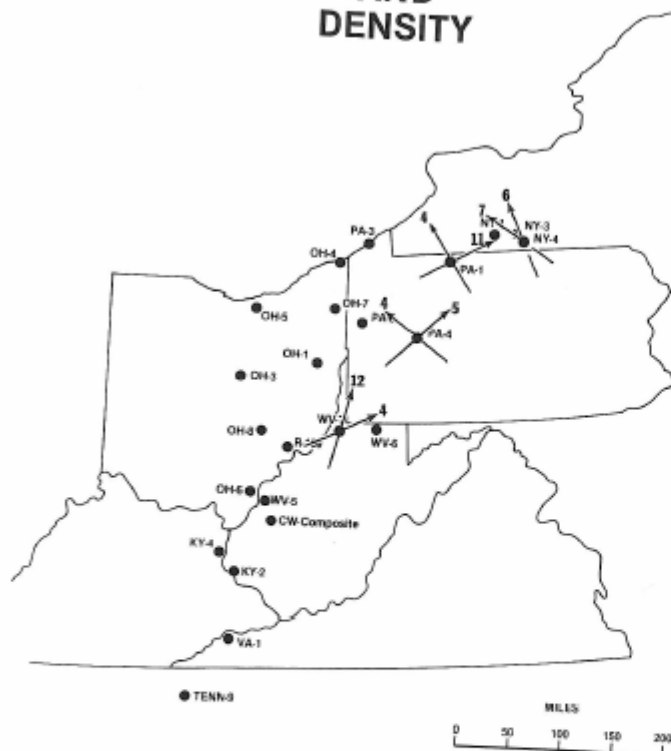 DENSITY
6
7
NY-3
NY-4
4
11
PA-3
PA-1
OH-4
4
5
OH-7
OH-5
PA-4
OH-1
OH-3
12
4
OH-8
WV-6
OH-6
WV-5
CW-Composite
KY-4
KY-2
VA-1
TENN-9
MILES
0 50 100 150 200